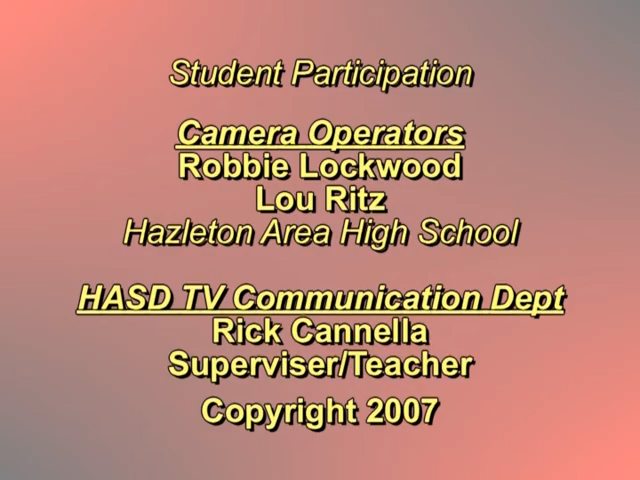 Student Participation
Camera Operators
Robbie Lockwood
Lou Ritz
Hazleton Area High School
HASD TV Communication Dept
Rick Cannella
Superviser/Teacher
Copyright 2007